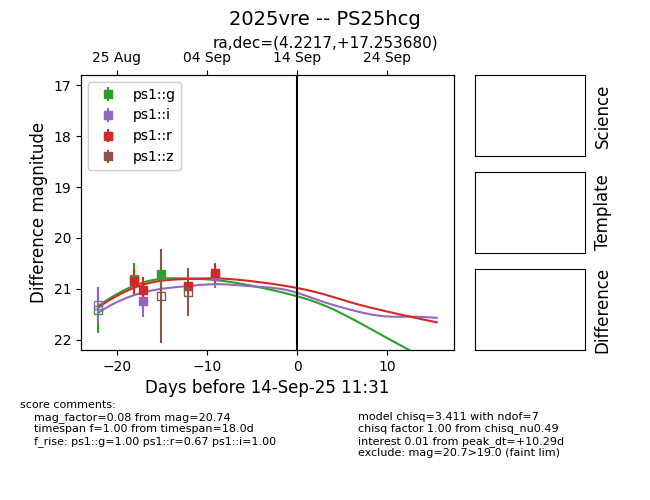 2025vre -- PS25hcg
ra,dec=(4.2217,+17.253680)
25 Aug 04 Sep 14 Sep 24 Sep
17
18
19
20
21
22
Difference magnitude
ps1::g
ps1::i
ps1::r
ps1::z
−20 −10 0 10
Days before 14-Sep-25 11:31
Science
Template
Difference
score comments:
mag_factor=0.08 from mag=20.74
timespan f=1.00 from timespan=18.0d
f_rise: ps1::g=1.00 ps1::r=0.67 ps1::i=1.00
model chisq=3.411 with ndof=7
chisq factor 1.00 from chisq_nu0.49
interest 0.01 from peak_dt=+10.29d
exclude: mag=20.7>19.0 (faint lim)